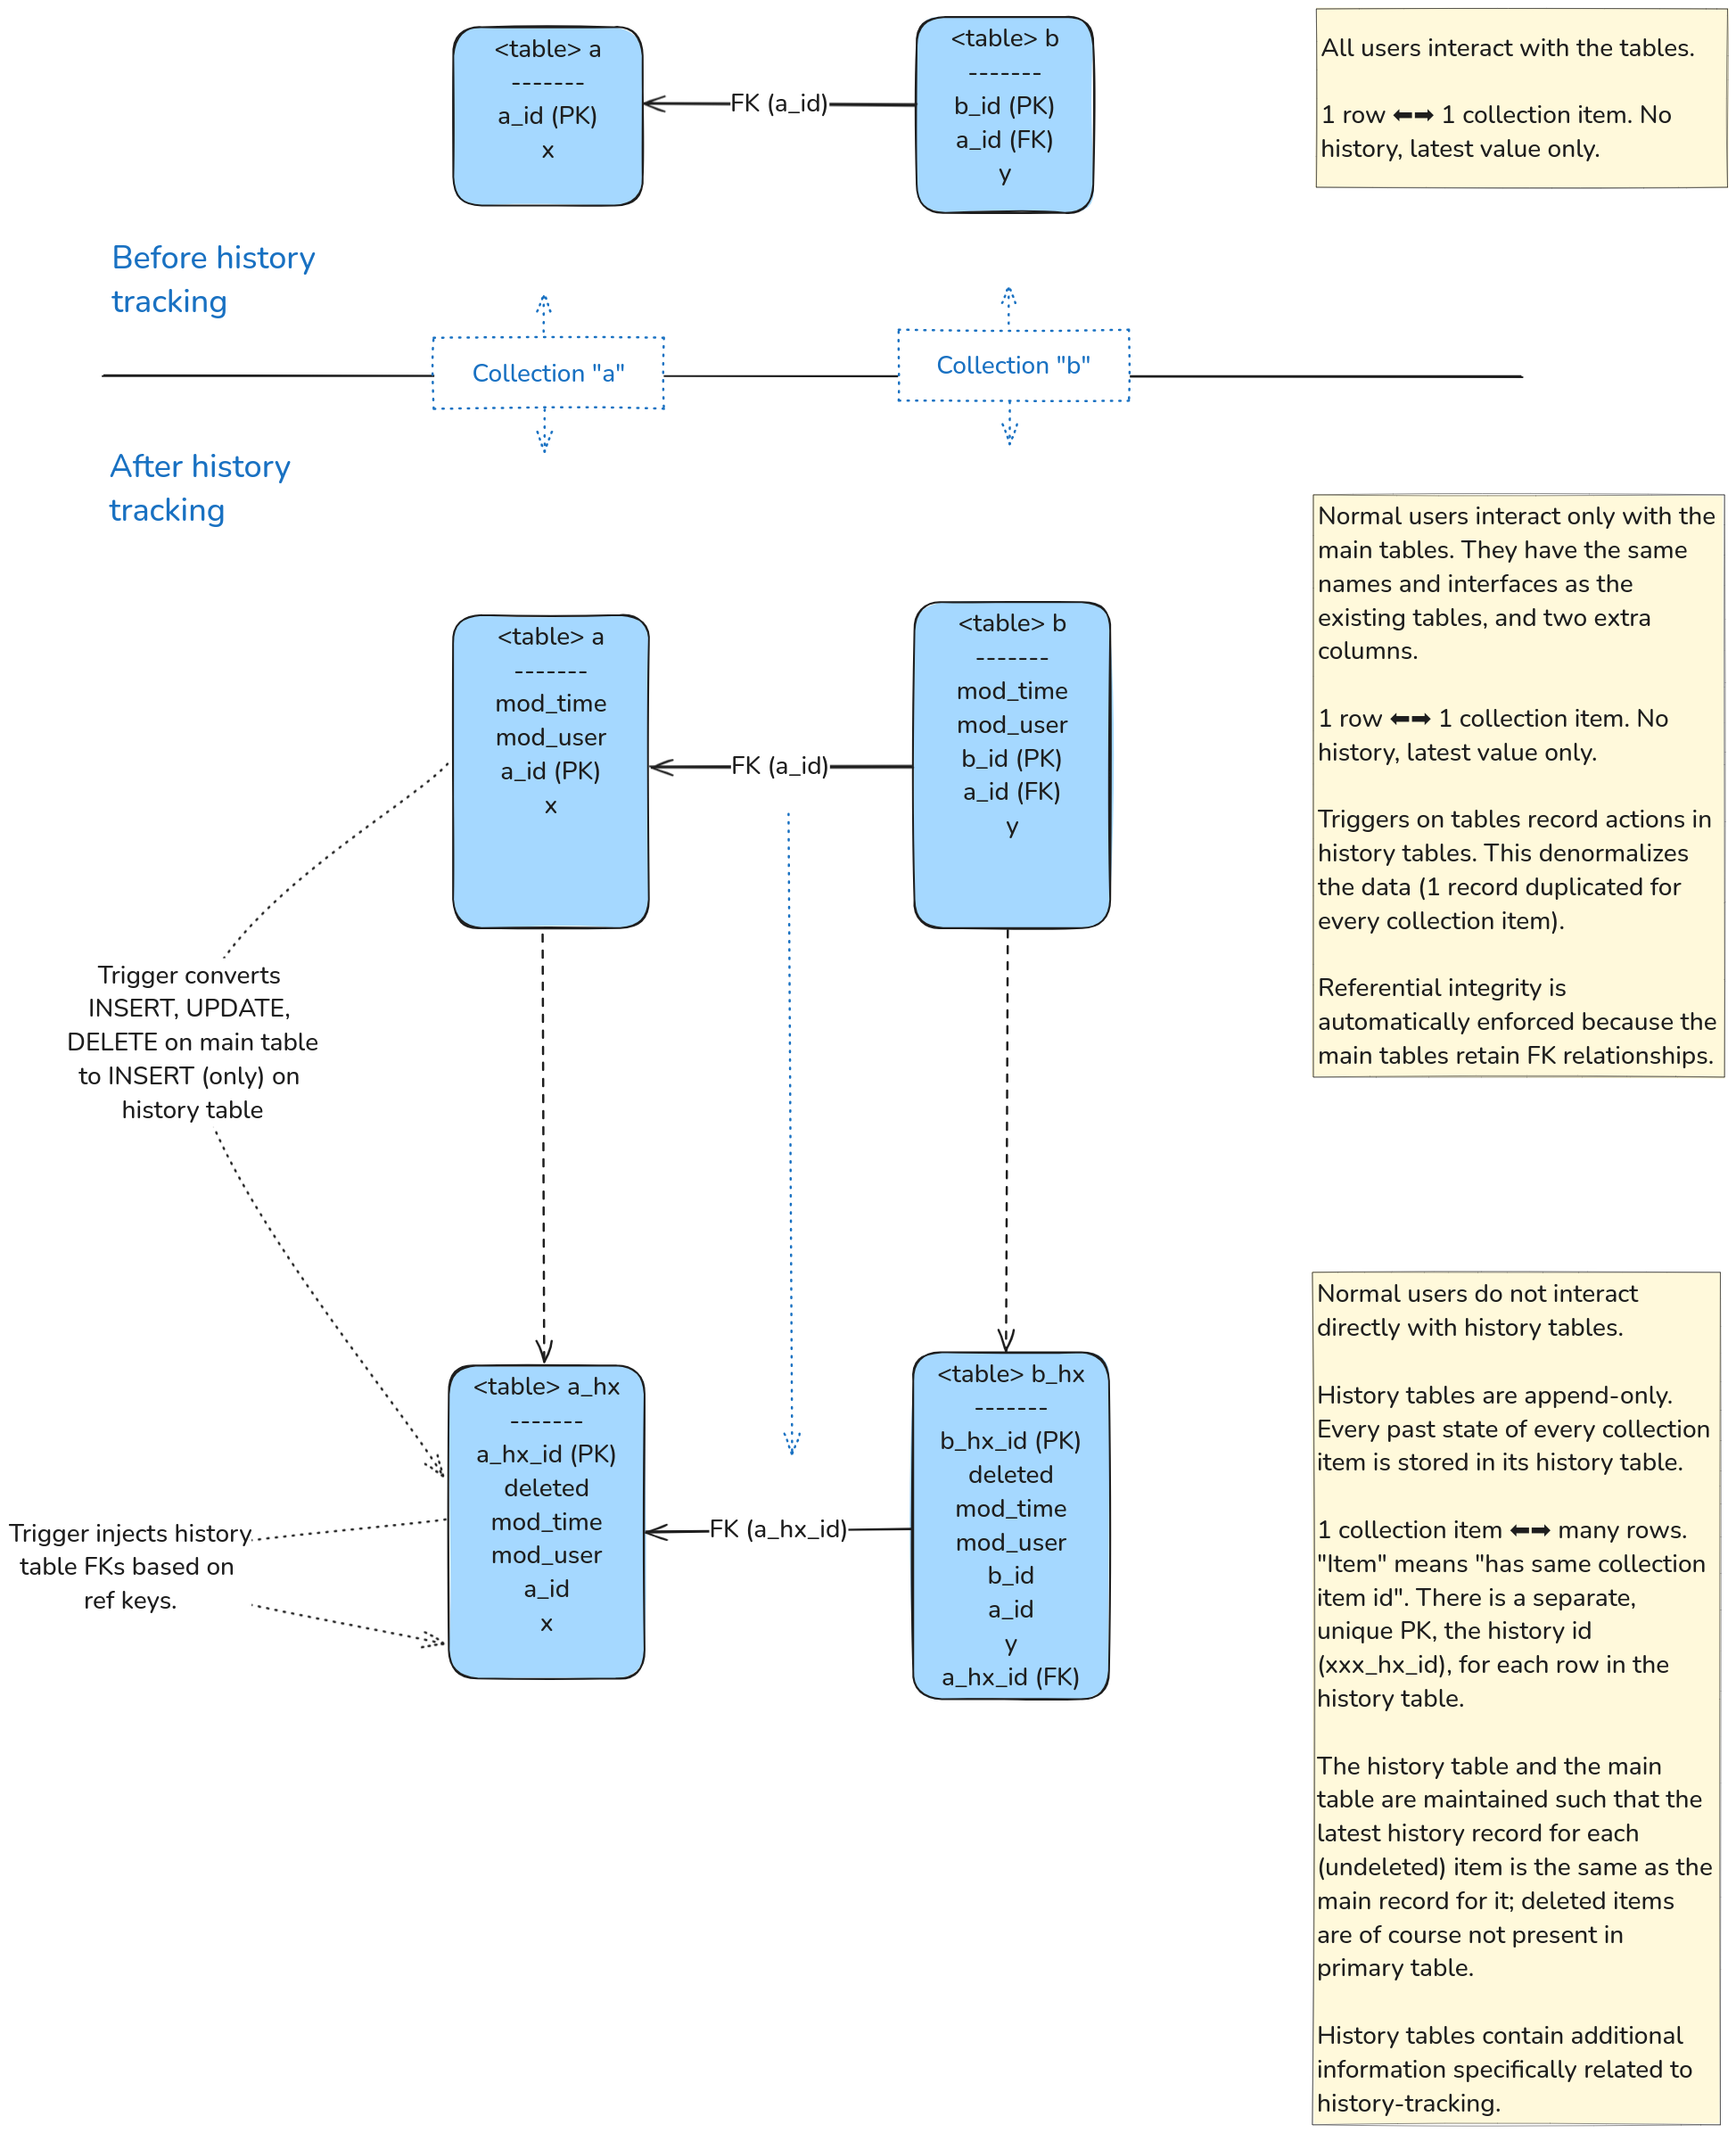 <table> a
-------
a_id (PK)
x
FK (a_id)
<table> b
-------
b_id (PK)
a_id (FK)
y
All users interact with the tables.
1 row ⬅➡ 1 collection item. No
history, latest value only.
Before history
tracking
Collection "a"
Collection "b"
After history
tracking
<table> a
-------
mod_time
mod_user
a_id (PK)
x
FK (a_id)
<table> b
-------
mod_time
mod_user
b_id (PK)
a_id (FK)
y
Normal users interact only with the
main tables. They have the same
names and interfaces as the
existing tables, and two extra
columns.
1 row ⬅➡ 1 collection item. No
history, latest value only.
Triggers on tables record actions in
history tables. This denormalizes
the data (1 record duplicated for
every collection item).
Referential integrity is
automatically enforced because the
main tables retain FK relationships.
Trigger converts
INSERT, UPDATE,
DELETE on main table
to INSERT (only) on
history table
Trigger injects history
table FKs based on
ref keys.
<table> a_hx
-------
a_hx_id (PK)
deleted
mod_time
mod_user
a_id
x
FK (a_hx_id)
<table> b_hx
-------
b_hx_id (PK)
deleted
mod_time
mod_user
b_id
a_id
y
a_hx_id (FK)
Normal users do not interact
directly with history tables.
History tables are append-only.
Every past state of every collection
item is stored in its history table.
1 collection item ⬅➡ many rows.
"Item" means "has same collection
item id". There is a separate,
unique PK, the history id
(xxx_hx_id), for each row in the
history table.
The history table and the main
table are maintained such that the
latest history record for each
(undeleted) item is the same as the
main record for it; deleted items
are of course not present in
primary table.
History tables contain additional
information specifically related to
history-tracking.